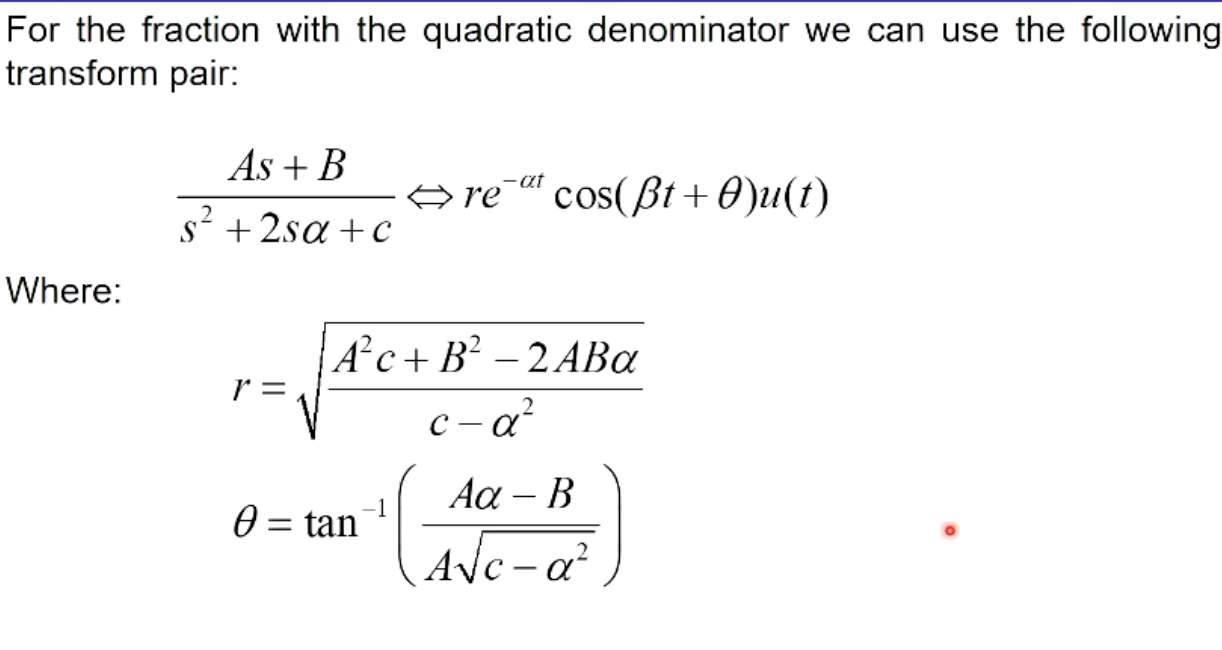 For the fraction with the quadratic denominator we can use the following
transform pair:
\frac{As + B}{s^2 + 2s\alpha + c} \Leftrightarrow re^{-\alpha t} \cos(\beta t + \theta)u(t)
Where:
r = \sqrt{\frac{A^2c + B^2 - 2AB\alpha}{c - \alpha^2}}
\theta = \tan^{-1}\left(\frac{A\alpha - B}{A\sqrt{c - \alpha^2}}\right)